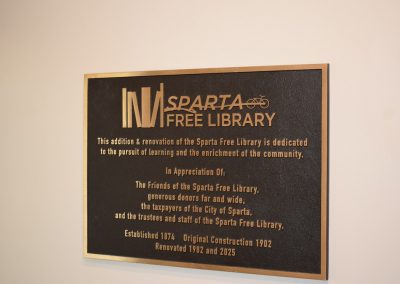 SPARTA
FREE LIBRARY
This addition & renovation of the Sparta Free Library is dedicated
to the pursuit of learning and the enrichment of the community.
In Appreciation Of:
The Friends of the Sparta Free Library,
generous donors far and wide,
the taxpayers of the City of Sparta,
and the trustees and staff of the Sparta Free Library.
Established 1874 Original Construction 1902
Renovated 1982 and 2025